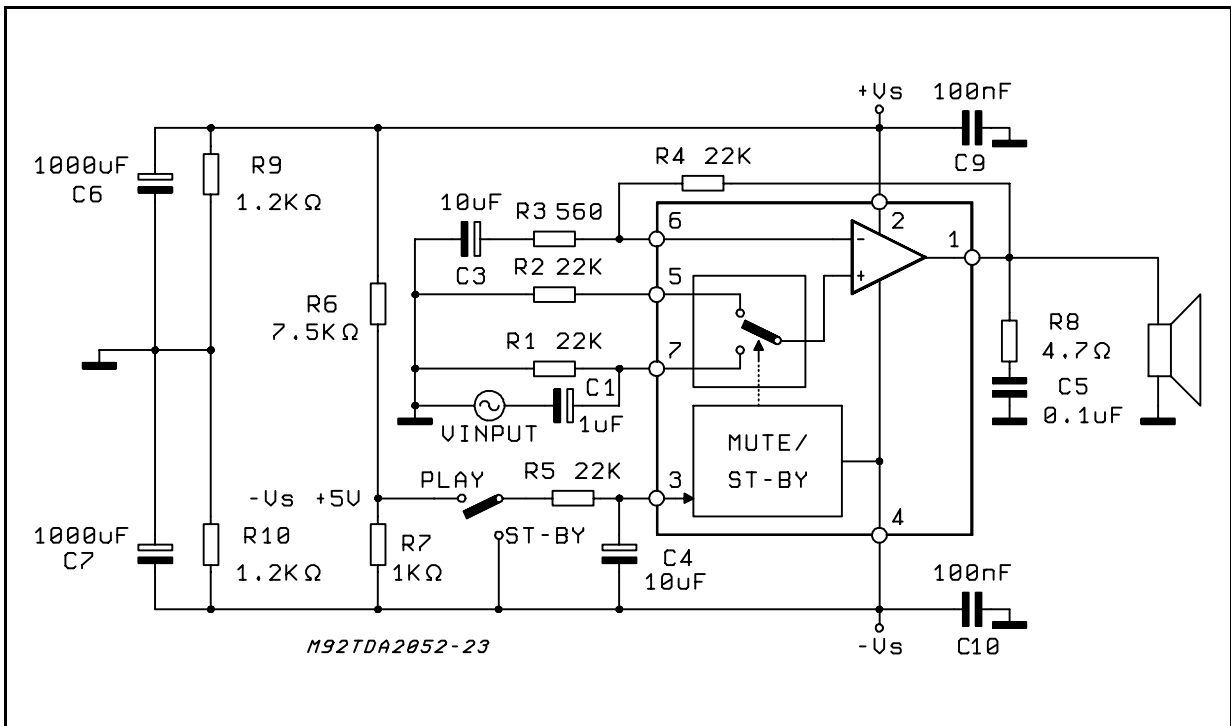 +Vs
100nF
C9
1000uF
C6
R9
1.2KΩ
R4 22K
10uF
C3
R3 560
6
2
1
R2 22K
5
R6
7.5KΩ
R1 22K
7
C1
1uF
VINPUT
-
+
R8
4.7Ω
C5
0.1uF
MUTE/
ST-BY
PLAY
R5 22K
3
-Vs +5V
ST-BY
4
1000uF
C7
R10
1.2KΩ
R7
1KΩ
C4
10uF
100nF
C10
-Vs
M92TDA2052-23